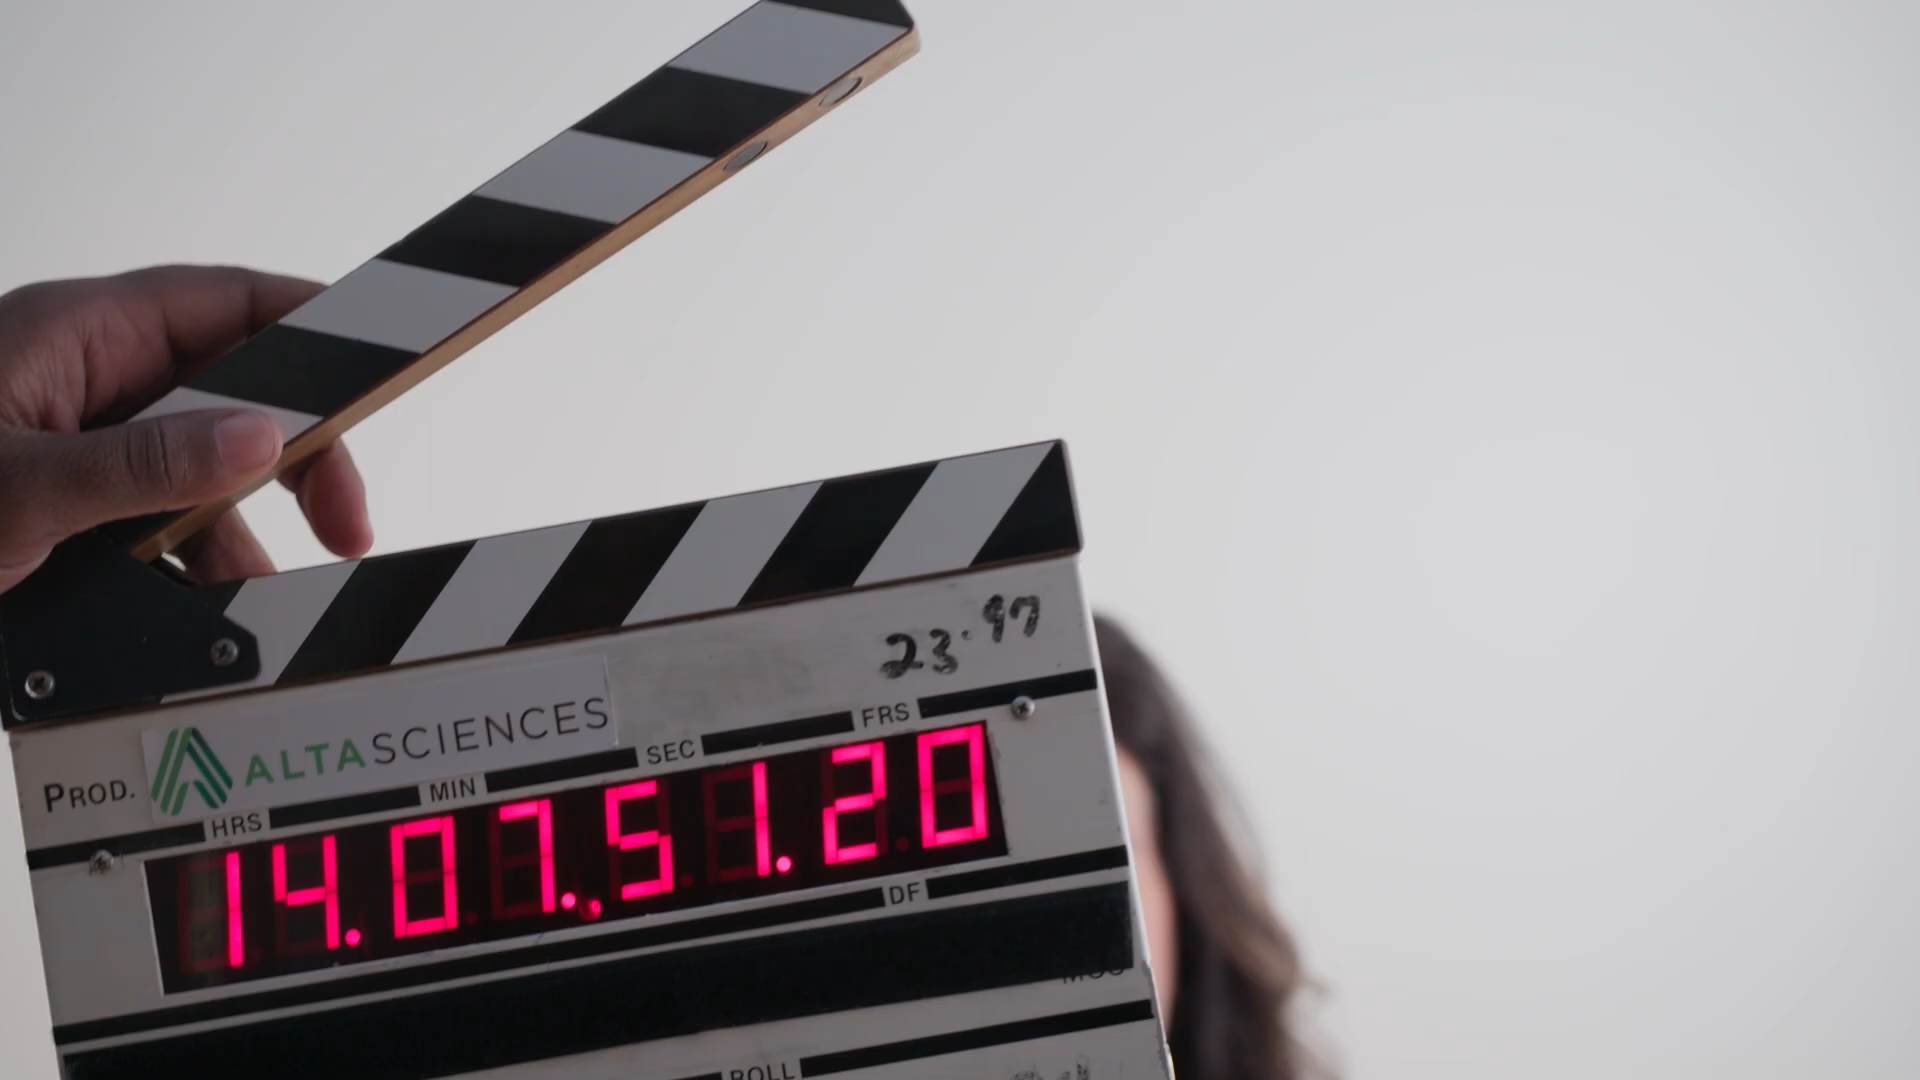 23.97
PROD. ALTASCIENCES
HRS MIN SEC FRS
14.07.51.20
DF
ROLL